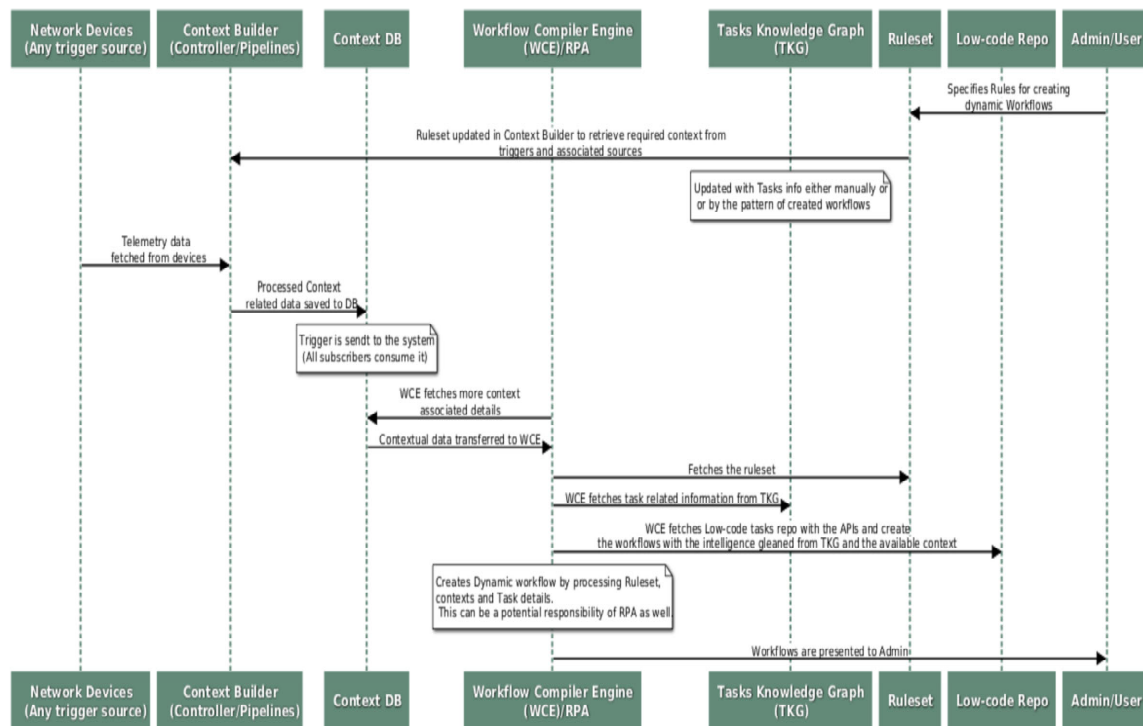 Network Devices
(Any trigger source)
Context Builder
(Controller/Pipelines)
Context DB
Workflow Compiler Engine
(WCE)/RPA
Tasks Knowledge Graph
(TKG)
Ruleset
Low-code Repo
Admin/User
Specifies Rules for creating
dynamic Workflows
Ruleset updated in Context Builder to retrieve required context from
triggers and associated sources
Updated with Tasks info either manually or
or by the pattern of created workflows
Telemetry data
fetched from devices
Processed Context
related data saved to DB
Trigger is sendt to the system
(All subscribers consume it)
WCE fetches more context
associated details
Contextual data transferred to WCE
Fetches the ruleset
WCE fetches task related information from TKG
WCE fetches Low-code tasks repo with the APIs and create
the workflows with the intelligence gleaned from TKG and the available context
Creates Dynamic workflow by processing Ruleset,
contexts and Task details.
This can be a potential responsibility of RPA as well.
Workflows are presented to Admin
Network Devices
(Any trigger source)
Context Builder
(Controller/Pipelines)
Context DB
Workflow Compiler Engine
(WCE)/RPA
Tasks Knowledge Graph
(TKG)
Ruleset
Low-code Repo
Admin/User